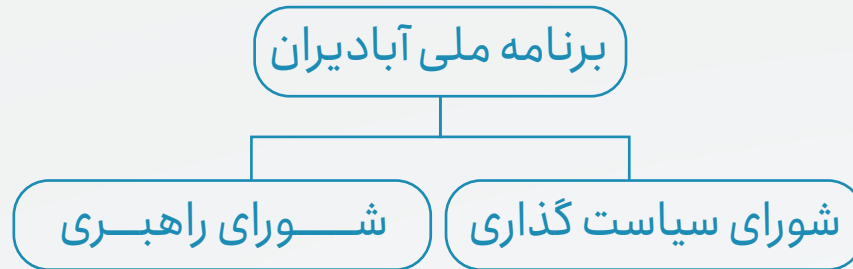 برنامه ملی آبادیران
شورای سیاست گذاری
شـــــورای راهبـــری